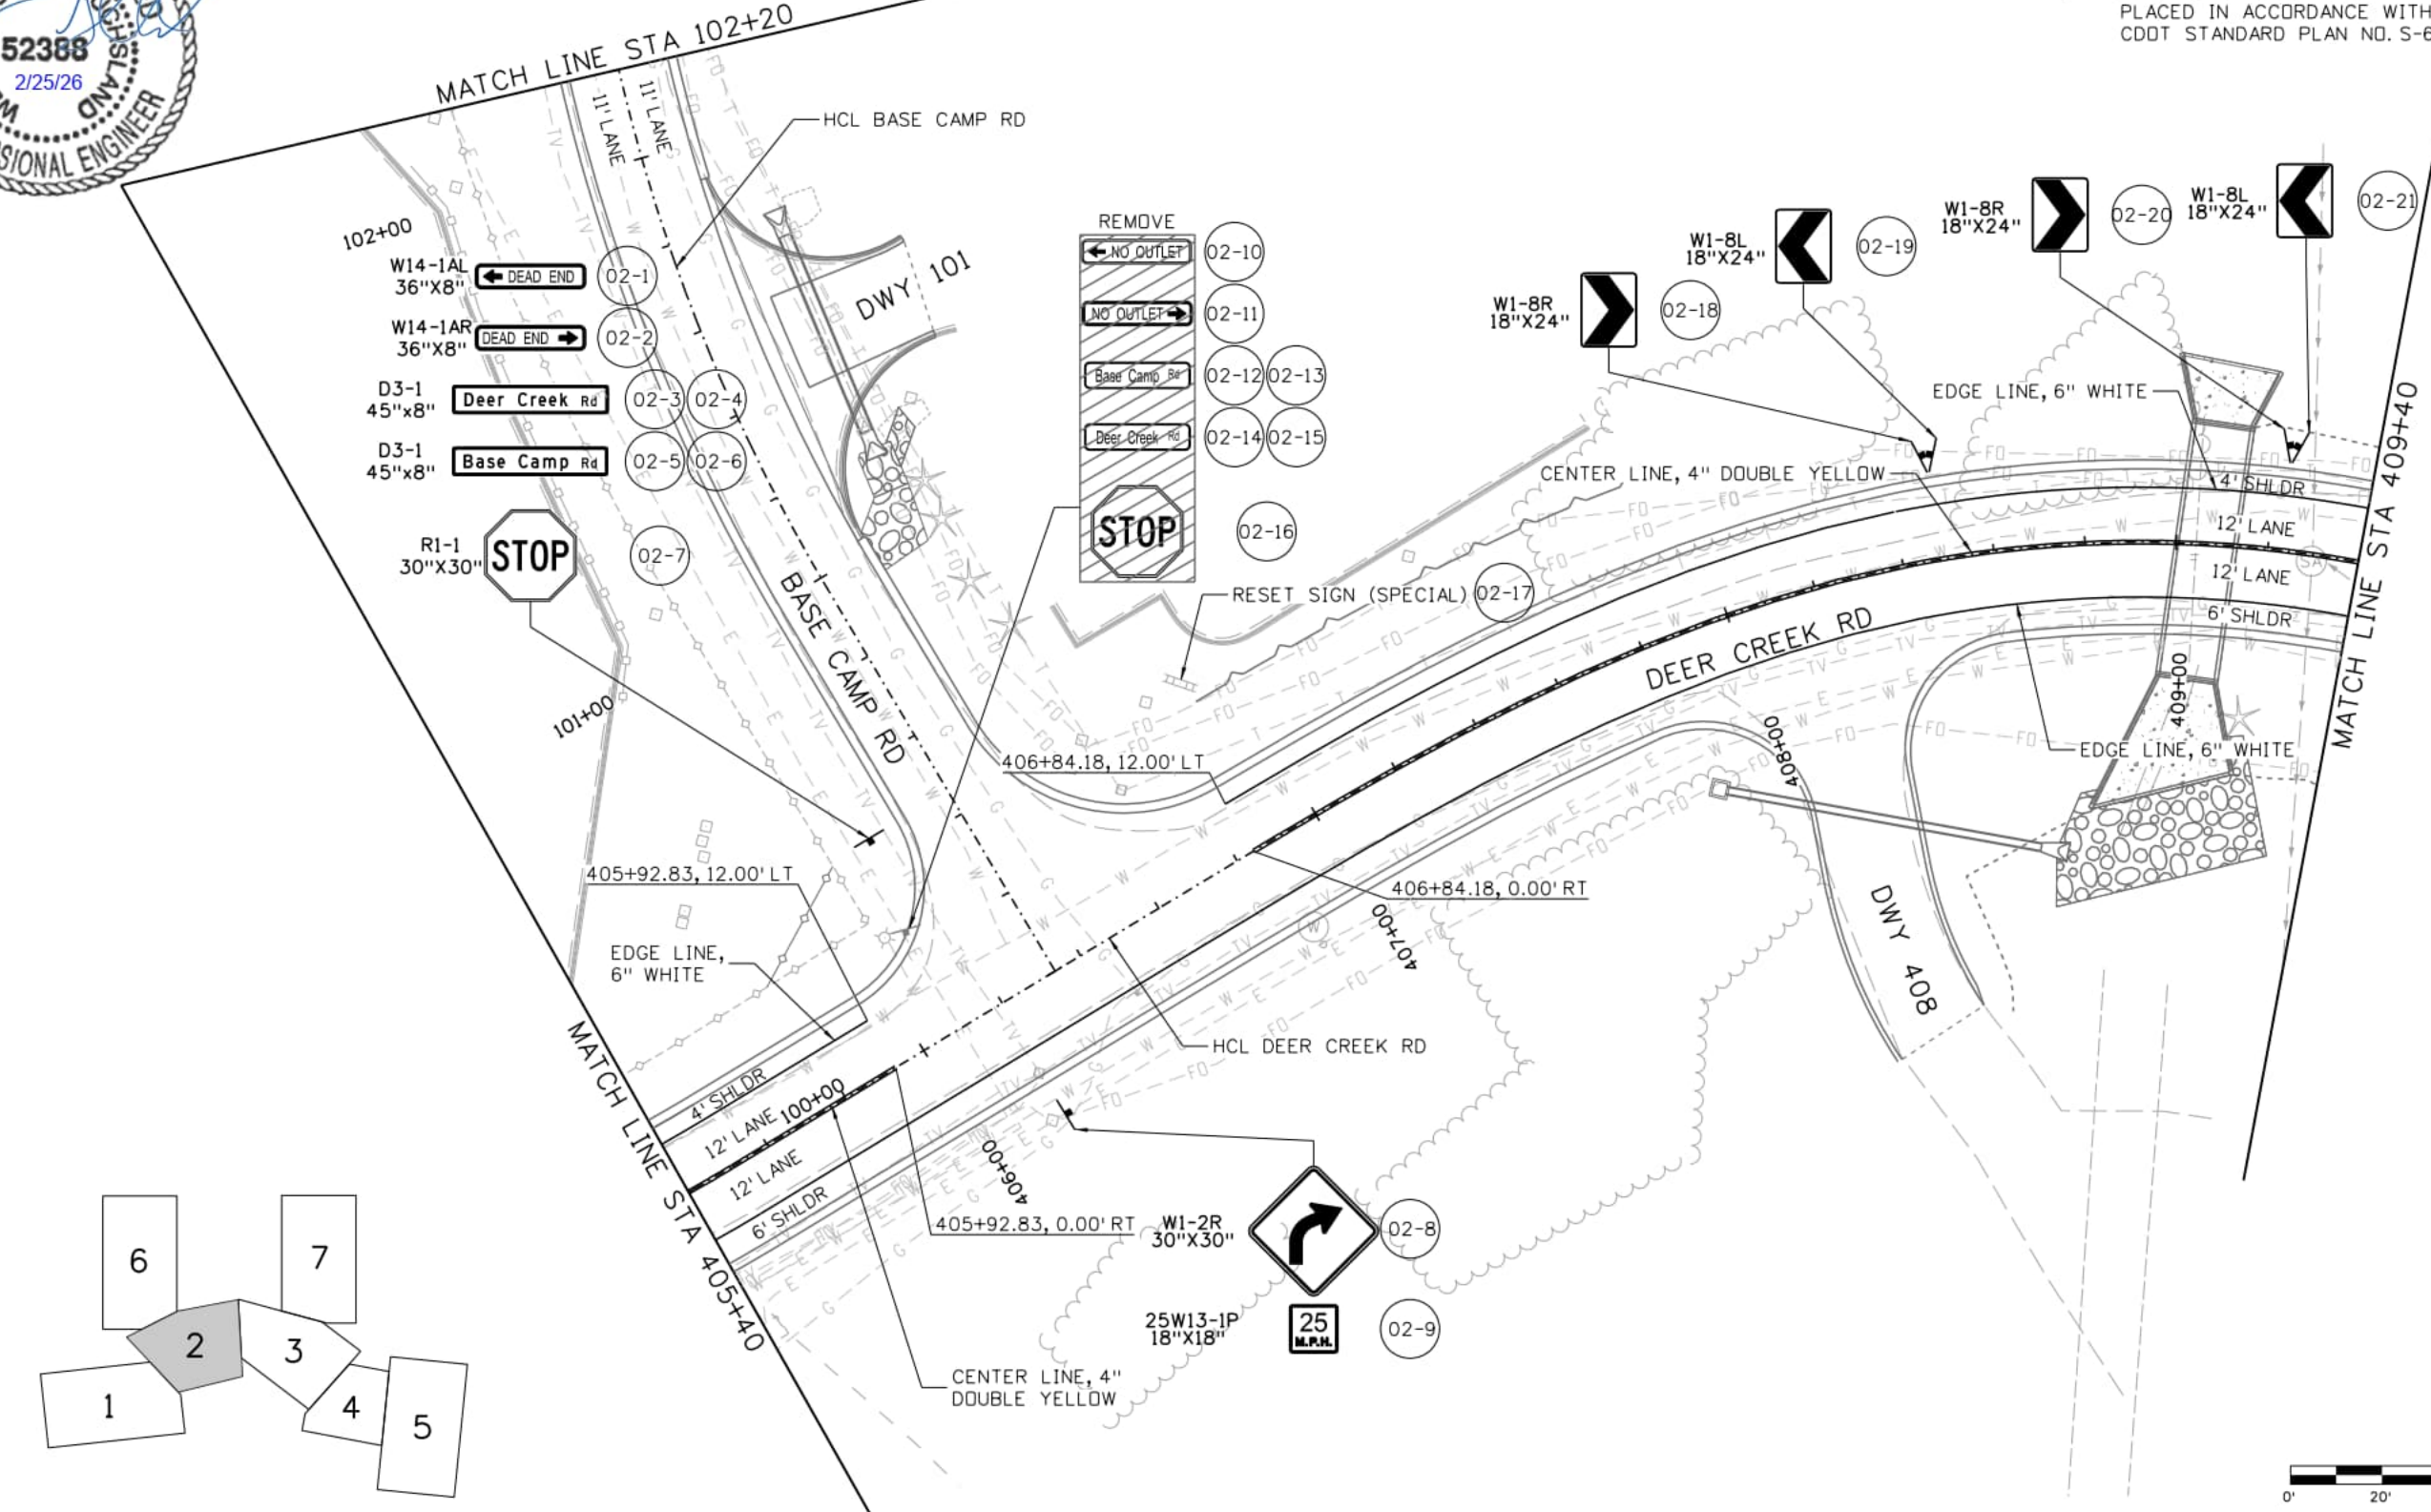 52388
2/25/26
SIONAL ENGINEER
PLACED IN ACCORDANCE WITH
CDOT STANDARD PLAN NO. S-6
MATCH LINE STA 102+20
11' LANE
11' LANE
HCL BASE CAMP RD
102+00
W14-1AL
36"X8"
DEAD END
02-1
W14-1AR
36"X8"
DEAD END
02-2
D3-1
45"x8"
Deer Creek Rd
02-3
02-4
D3-1
45"x8"
Base Camp Rd
02-5
02-6
R1-1
30"X30"
STOP
02-7
DWY 101
REMOVE
NO OUTLET
02-10
NO OUTLET
02-11
Base Camp Rd
02-12
02-13
Deer Creek Rd
02-14
02-15
STOP
02-16
RESET SIGN (SPECIAL)
02-17
W1-8R
18"X24"
02-18
W1-8L
18"X24"
02-19
W1-8R
18"X24"
02-20
W1-8L
18"X24"
02-21
EDGE LINE, 6" WHITE
CENTER LINE, 4" DOUBLE YELLOW
4' SHLDR
12' LANE
12' LANE
6' SHLDR
SA
MATCH LINE STA 409+40
409+00
EDGE LINE, 6" WHITE
DEER CREEK RD
BASE CAMP RD
101+00
406+84.18, 12.00' LT
408+00
405+92.83, 12.00' LT
406+84.18, 0.00' RT
407+00
DWY 408
EDGE LINE,
6" WHITE
HCL DEER CREEK RD
MATCH LINE STA 405+40
4' SHLDR
12' LANE
100+00
12' LANE
6' SHLDR
406+00
405+92.83, 0.00' RT
W1-2R
30"X30"
02-8
25W13-1P
18"X18"
25
M.P.H.
02-9
CENTER LINE, 4"
DOUBLE YELLOW
6
7
2
3
1
4
5
0'
20'